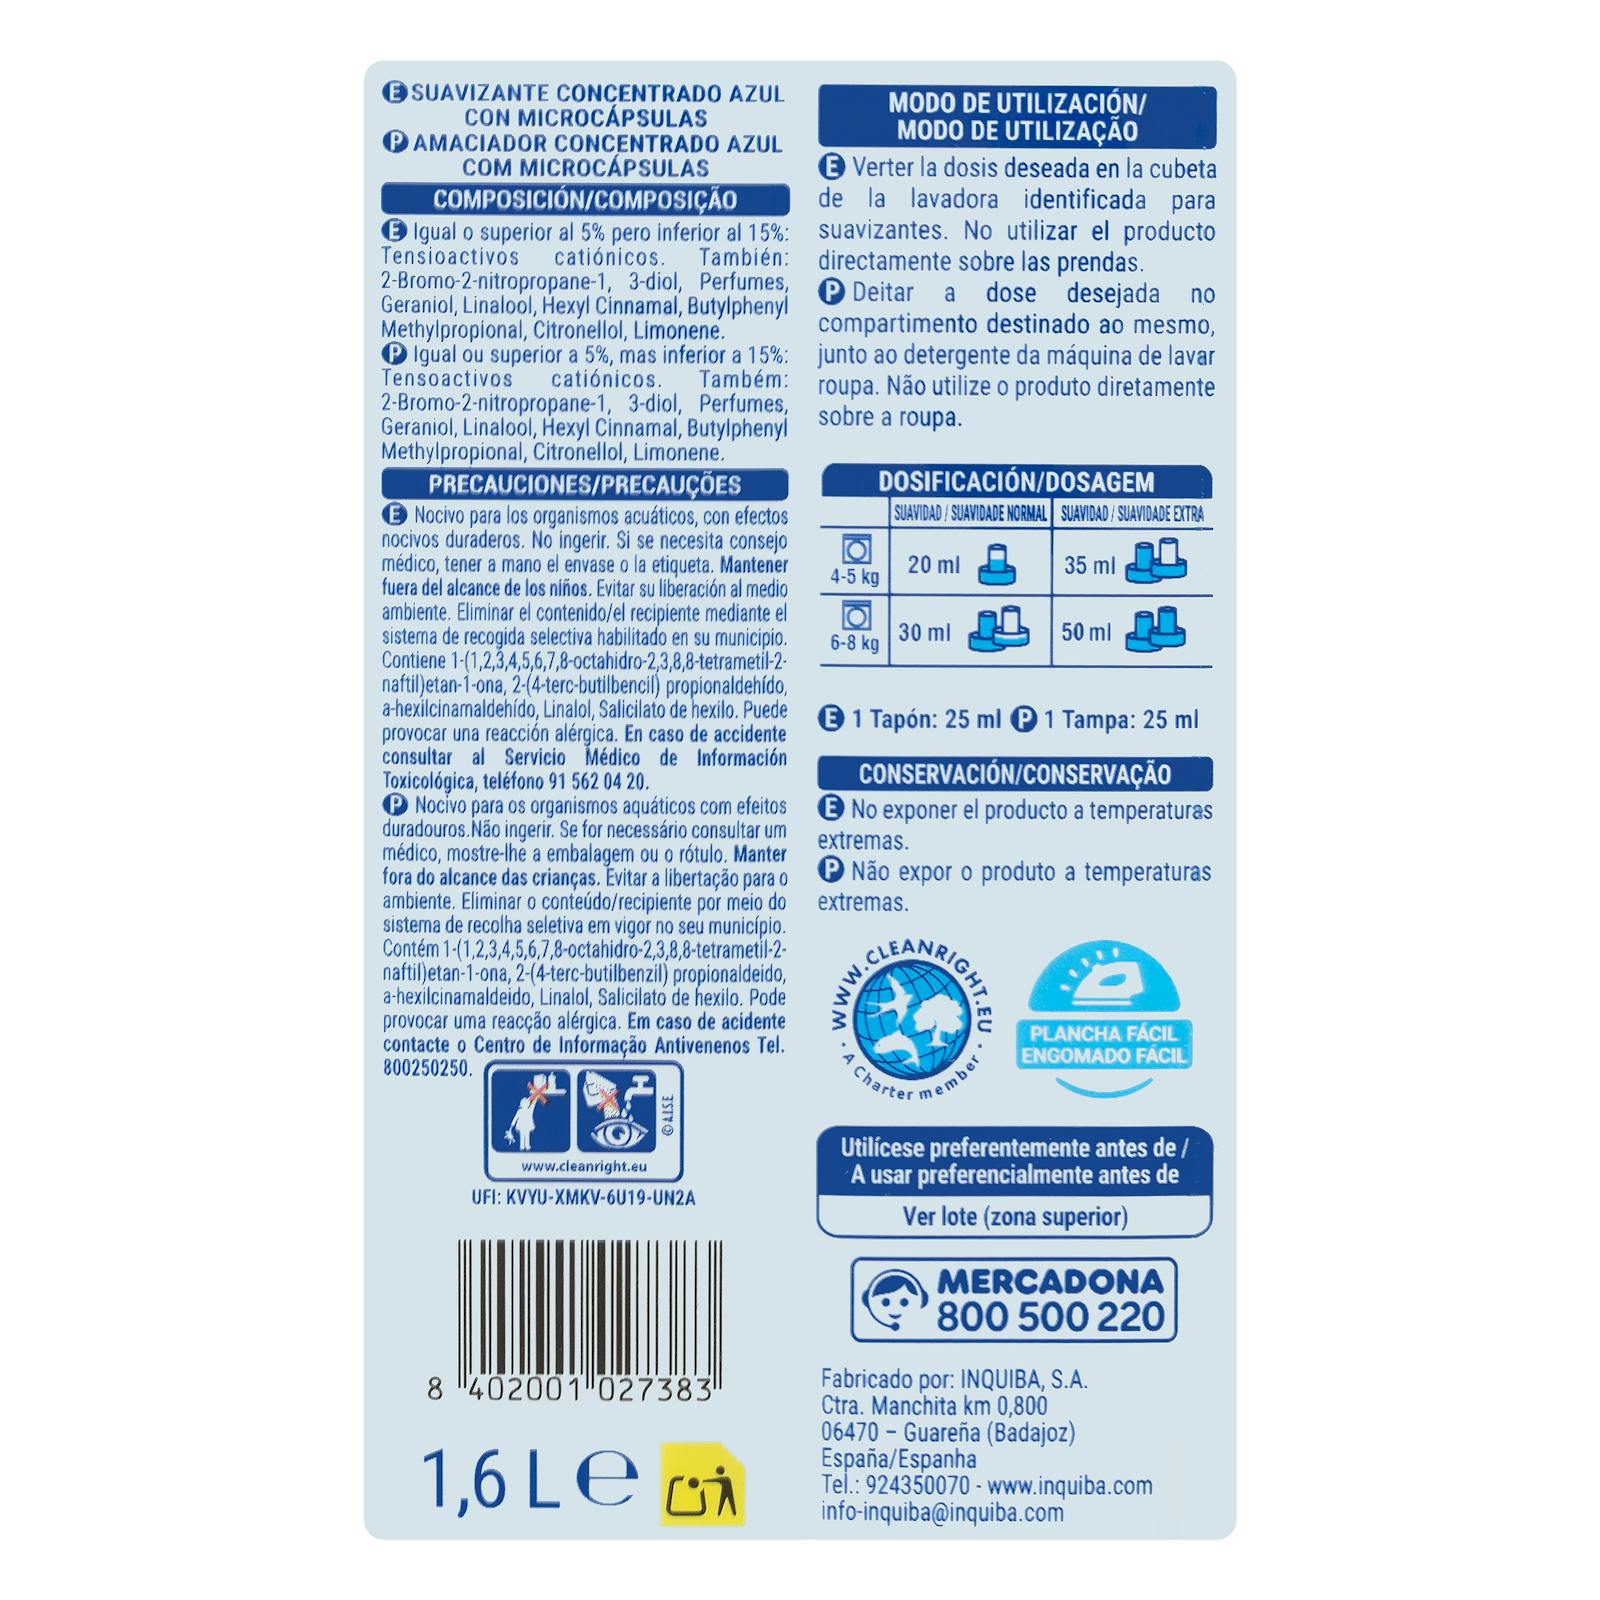 E SUAVIZANTE CONCENTRADO AZUL
CON MICROCÁPSULAS
P AMACIADOR CONCENTRADO AZUL
COM MICROCÁPSULAS
COMPOSICIÓN/COMPOSIÇÃO
E Igual o superior al 5% pero inferior al 15%:
Tensioactivos catiónicos. También:
2-Bromo-2-nitropropane-1, 3-diol, Perfumes,
Geraniol, Linalool, Hexyl Cinnamal, Butylphenyl
Methylpropional, Citronellol, Limonene.
P Igual ou superior a 5%, mas inferior a 15%:
Tensoactivos catiónicos. Também:
2-Bromo-2-nitropropane-1, 3-diol, Perfumes,
Geraniol, Linalool, Hexyl Cinnamal, Butylphenyl
Methylpropional, Citronellol, Limonene.
PRECAUCIONES/PRECAUÇÕES
E Nocivo para los organismos acuáticos, con efectos
nocivos duraderos. No ingerir. Si se necesita consejo
médico, tener a mano el envase o la etiqueta. Mantener
fuera del alcance de los niños. Evitar su liberación al medio
ambiente. Eliminar el contenido/el recipiente mediante el
sistema de recogida selectiva habilitado en su municipio.
Contiene 1-(1,2,3,4,5,6,7,8-octahidro-2,3,8,8-tetrametil-2-
naftil)etan-1-ona, 2-(4-terc-butilbencil) propionaldehído,
a-hexilcinamaldehído, Linalol, Salicilato de hexilo. Puede
provocar una reacción alérgica. En caso de accidente
consultar al Servicio Médico de Información
Toxicológica, teléfono 91 562 04 20.
P Nocivo para os organismos aquáticos com efeitos
duradouros.Não ingerir. Se for necessário consultar um
médico, mostre-lhe a embalagem ou o rótulo. Manter
fora do alcance das crianças. Evitar a libertação para o
ambiente. Eliminar o conteúdo/recipiente por meio do
sistema de recolha seletiva em vigor no seu município.
Contém 1-(1,2,3,4,5,6,7,8-octahidro-2,3,8,8-tetrametil-2-
naftil)etan-1-ona, 2-(4-terc-butilbenzil) propionaldeido,
a-hexilcinamaldeido, Linalol, Salicilato de hexilo. Pode
provocar uma reacção alérgica. Em caso de acidente
contacte o Centro de Informação Antivenenos Tel.
800250250.
© A.I.S.E.
www.cleanright.eu
UFI: KVYU-XMKV-6U19-UN2A
8 402001 027383
1,6 L e
MODO DE UTILIZACIÓN/
MODO DE UTILIZAÇÃO
E Verter la dosis deseada en la cubeta
de la lavadora identificada para
suavizantes. No utilizar el producto
directamente sobre las prendas.
P Deitar a dose desejada no
compartimento destinado ao mesmo,
junto ao detergente da máquina de lavar
roupa. Não utilize o produto diretamente
sobre a roupa.
DOSIFICACIÓN/DOSAGEM
SUAVIDAD / SUAVIDADE NORMAL SUAVIDAD / SUAVIDADE EXTRA
4-5 kg 20 ml 35 ml
6-8 kg 30 ml 50 ml
E 1 Tapón: 25 ml P 1 Tampa: 25 ml
CONSERVACIÓN/CONSERVAÇÃO
E No exponer el producto a temperaturas
extremas.
P Não expor o produto a temperaturas
extremas.
WWW.CLEANRIGHT.EU
· A Charter member ·
PLANCHA FÁCIL
ENGOMADO FÁCIL
Utilícese preferentemente antes de /
A usar preferencialmente antes de
Ver lote (zona superior)
MERCADONA
800 500 220
Fabricado por: INQUIBA, S.A.
Ctra. Manchita km 0,800
06470 – Guareña (Badajoz)
España/Espanha
Tel.: 924350070 - www.inquiba.com
info-inquiba@inquiba.com